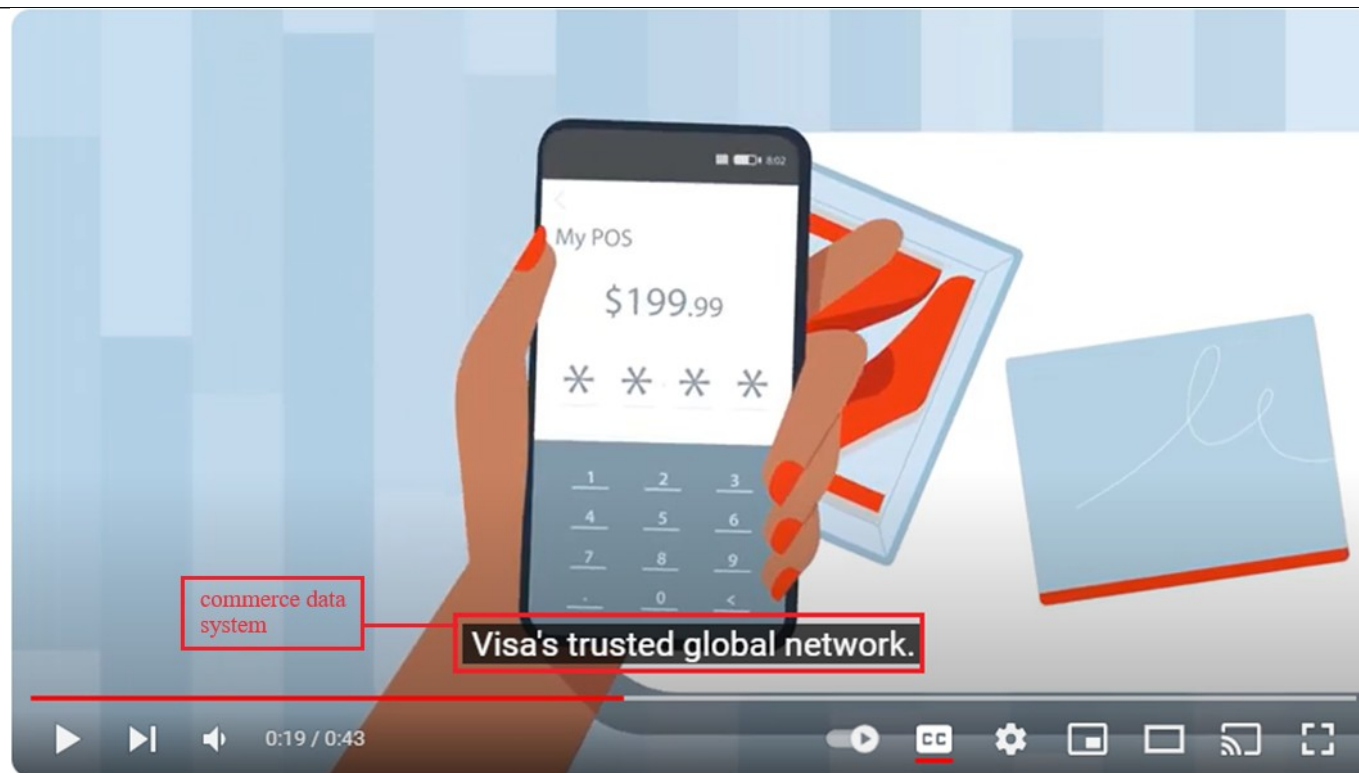 8:02
My POS
$199.99
* * * *
1 2 3
4 5 6
7 8 9
. 0 <
commerce data
system
Visa's trusted global network.
0:19 / 0:43
CC